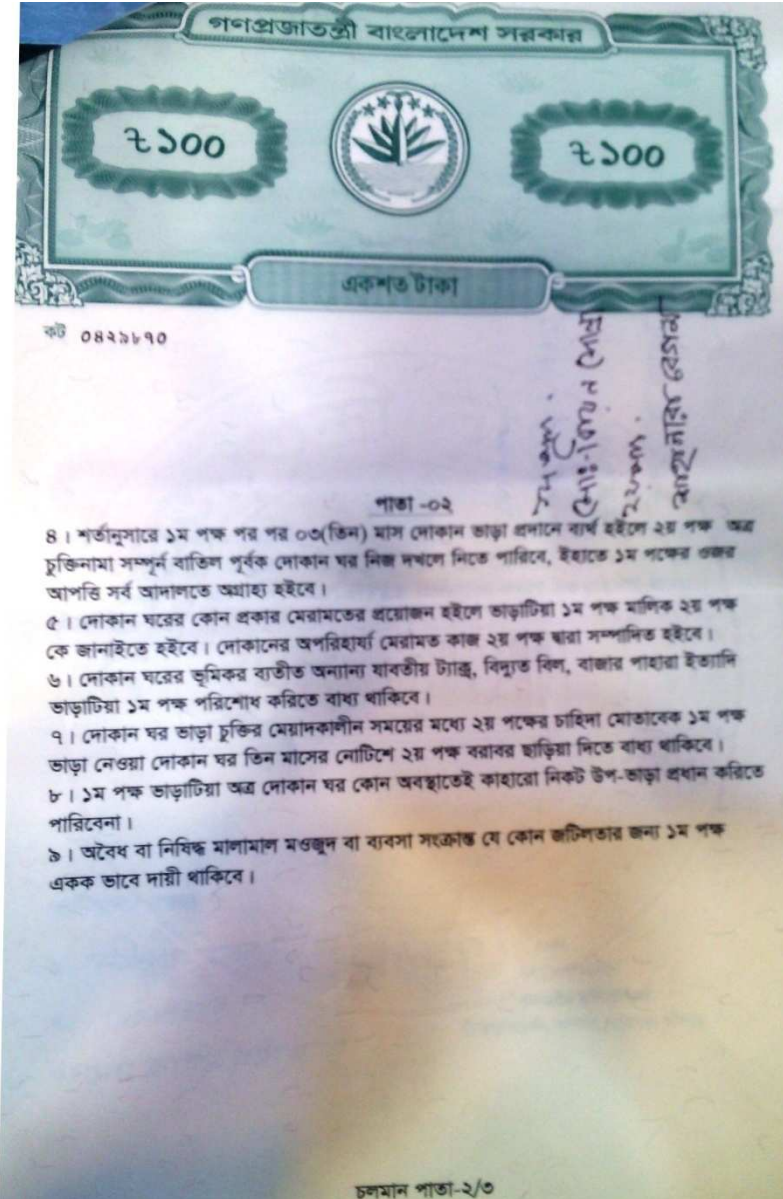 গণপ্রজাতন্ত্রী বাংলাদেশ সরকার
৳১০০
৳১০০
একশত টাকা
কট ০৪২৯৮৭০
১ম পক্ষ.
২য় পক্ষ.
পাতা -০২
৪। শর্তানুসারে ১ম পক্ষ পর পর ০৩(তিন) মাস দোকান ভাড়া প্রদানে ব্যর্থ হইলে ২য় পক্ষ অত্র
চুক্তিনামা সম্পূর্ন বাতিল পূর্বক দোকান ঘর নিজ দখলে নিতে পারিবে, ইহাতে ১ম পক্ষের ওজর
আপত্তি সর্ব আদালতে অগ্রাহ্য হইবে।
৫। দোকান ঘরের কোন প্রকার মেরামতের প্রয়োজন হইলে ভাড়াটিয়া ১ম পক্ষ মালিক ২য় পক্ষ
কে জানাইতে হইবে। দোকানের অপরিহার্য্য মেরামত কাজ ২য় পক্ষ দ্বারা সম্পাদিত হইবে।
৬। দোকান ঘরের ভূমিকর ব্যতীত অন্যান্য যাবতীয় ট্যাক্স, বিদ্যুত বিল, বাজার পাহারা ইত্যাদি
ভাড়াটিয়া ১ম পক্ষ পরিশোধ করিতে বাধ্য থাকিবে।
৭। দোকান ঘর ভাড়া চুক্তির মেয়াদকালীন সময়ের মধ্যে ২য় পক্ষের চাহিদা মোতাবেক ১ম পক্ষ
ভাড়া নেওয়া দোকান ঘর তিন মাসের নোটিশে ২য় পক্ষ বরাবর ছাড়িয়া দিতে বাধ্য থাকিবে।
৮। ১ম পক্ষ ভাড়াটিয়া অত্র দোকান ঘর কোন অবস্থাতেই কাহারো নিকট উপ-ভাড়া প্রধান করিতে
পারিবেনা।
৯। অবৈধ বা নিষিদ্ধ মালামাল মওজুদ বা ব্যবসা সংক্রান্ত যে কোন জটিলতার জন্য ১ম পক্ষ
একক ভাবে দায়ী থাকিবে।
চলমান পাতা-২/৩